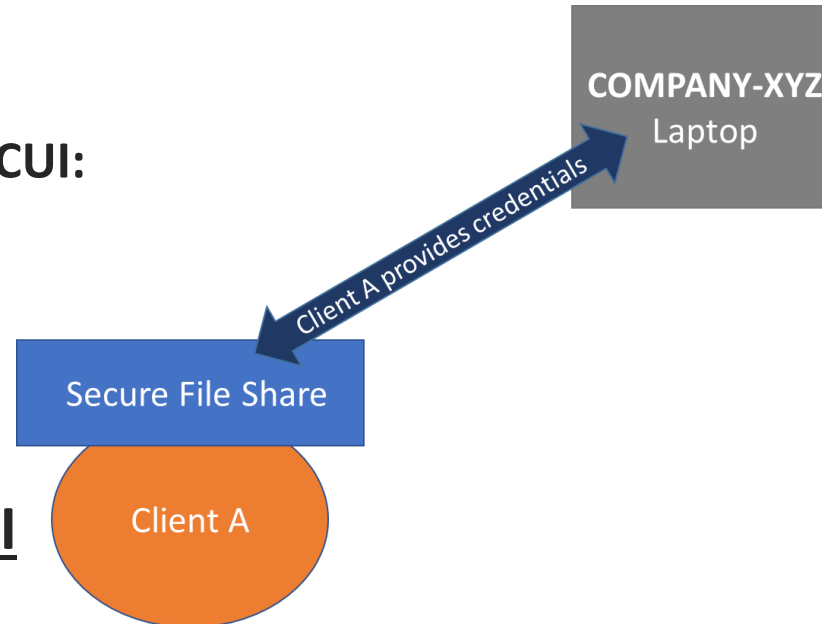 COMPANY-XYZ
Laptop
CUI:
Client A provides credentials
Secure File Share
Client A